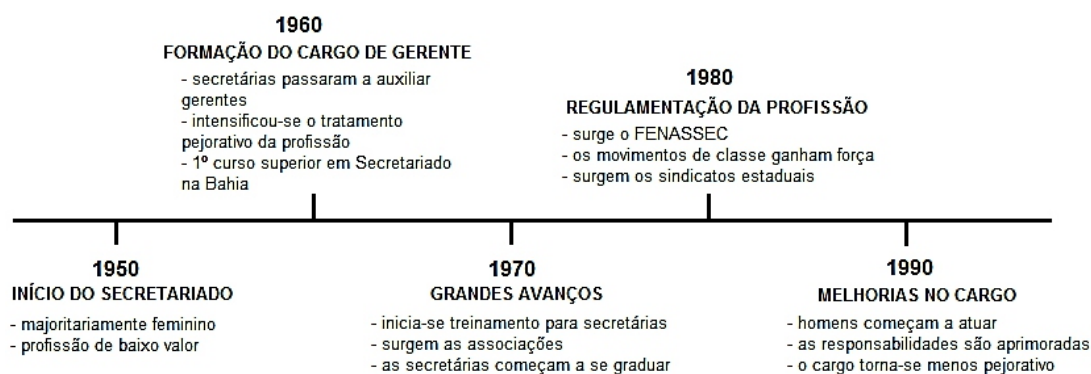 1960
FORMAÇÃO DO CARGO DE GERENTE
- secretárias passaram a auxiliar
gerentes
- intensificou-se o tratamento
pejorativo da profissão
- 1º curso superior em Secretariado
na Bahia
1980
REGULAMENTAÇÃO DA PROFISSÃO
- surge o FENASSEC
- os movimentos de classe ganham força
- surgem os sindicatos estaduais
1950
INÍCIO DO SECRETARIADO
- majoritariamente feminino
- profissão de baixo valor
1970
GRANDES AVANÇOS
- inicia-se treinamento para secretárias
- surgem as associações
- as secretárias começam a se graduar
1990
MELHORIAS NO CARGO
- homens começam a atuar
- as responsabilidades são aprimoradas
- o cargo torna-se menos pejorativo